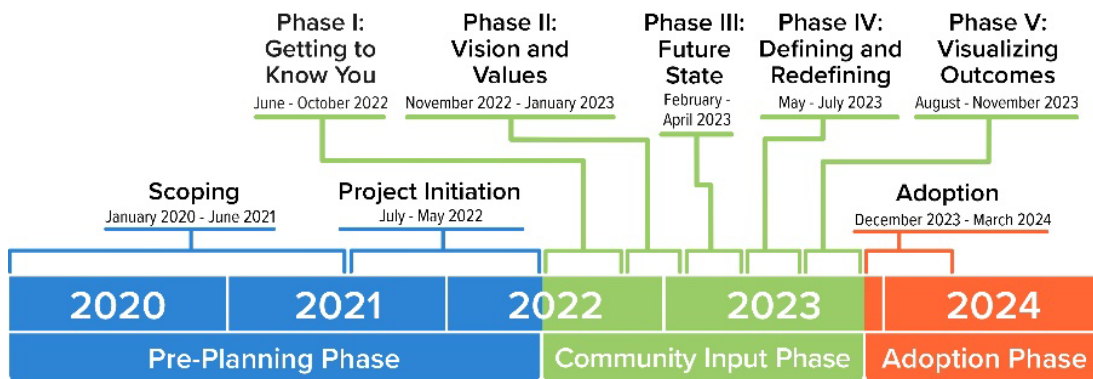 Phase I:
Getting to
Know You
June - October 2022
Phase II:
Vision and
Values
November 2022 - January 2023
Phase III:
Future
State
February -
April 2023
Phase IV:
Defining and
Redefining
May - July 2023
Phase V:
Visualizing
Outcomes
August - November 2023
Scoping
January 2020 - June 2021
Project Initiation
July - May 2022
Adoption
December 2023 - March 2024
2020
2021
2022
2023
2024
Pre-Planning Phase
Community Input Phase
Adoption Phase